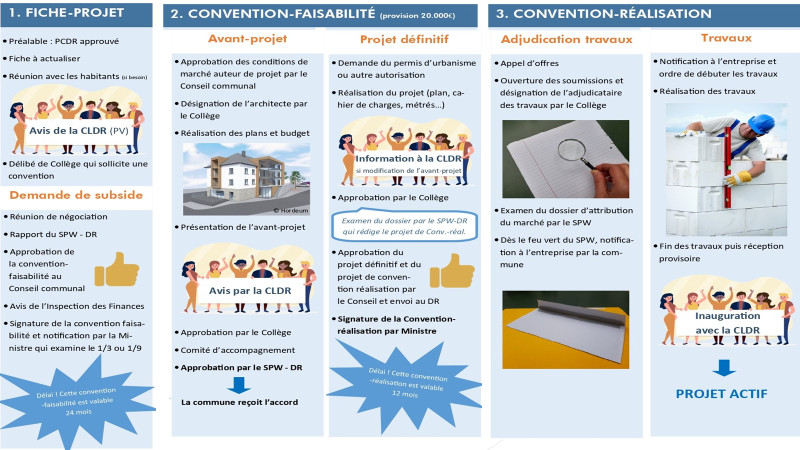 1. FICHE-PROJET
• Préalable : PCDR approuvé
• Fiche à actualiser
• Réunion avec les habitants (si besoin)
Avis de la CLDR (PV)
• Délibé de Collège qui sollicite une
convention
Demande de subside
• Réunion de négociation
• Rapport du SPW - DR
• Approbation de
la convention-
faisabilité au
Conseil communal
• Avis de l'Inspection des Finances
• Signature de la convention faisa-
bilité et notification par la Mi-
nistre qui examine le 1/3 ou 1/9
Délai ! Cette convention
-faisabilité est valable
24 mois
2. CONVENTION-FAISABILITÉ (provision 20.000€)
Avant-projet
• Approbation des conditions de
marché auteur de projet par le
Conseil communal
• Désignation de l'architecte par
le Collège
• Réalisation des plans et budget
© Hordeum
• Présentation de l'avant-projet
Avis par la CLDR
• Approbation par le Collège
• Comité d'accompagnement
• Approbation par le SPW - DR
La commune reçoit l'accord
Projet définitif
• Demande du permis d'urbanisme
ou autre autorisation
• Réalisation du projet (plan, ca-
hier de charges, métrés...)
Information à la CLDR
si modification de l'avant-projet
• Approbation par le Collège
Examen du dossier par le SPW-DR
qui rédige le projet de Conv.-réal.
• Approbation du
projet définitif et du
projet de conven-
tion réalisation par
le Conseil et envoi au DR
• Signature de la Convention-
réalisation par Ministre
Délai ! Cette convention
-réalisation est valable
12 mois
3. CONVENTION-RÉALISATION
Adjudication travaux
• Appel d'offres
• Ouverture des soumissions et
désignation de l'adjudicataire
des travaux par le Collège
• Examen du dossier d'attribution
du marché par le SPW
• Dès le feu vert du SPW, notifica-
tion à l'entreprise par la com-
mune
Travaux
• Notification à l'entreprise et
ordre de débuter les travaux
• Réalisation des travaux
• Fin des travaux puis réception
provisoire
Inauguration
avec la CLDR
PROJET ACTIF